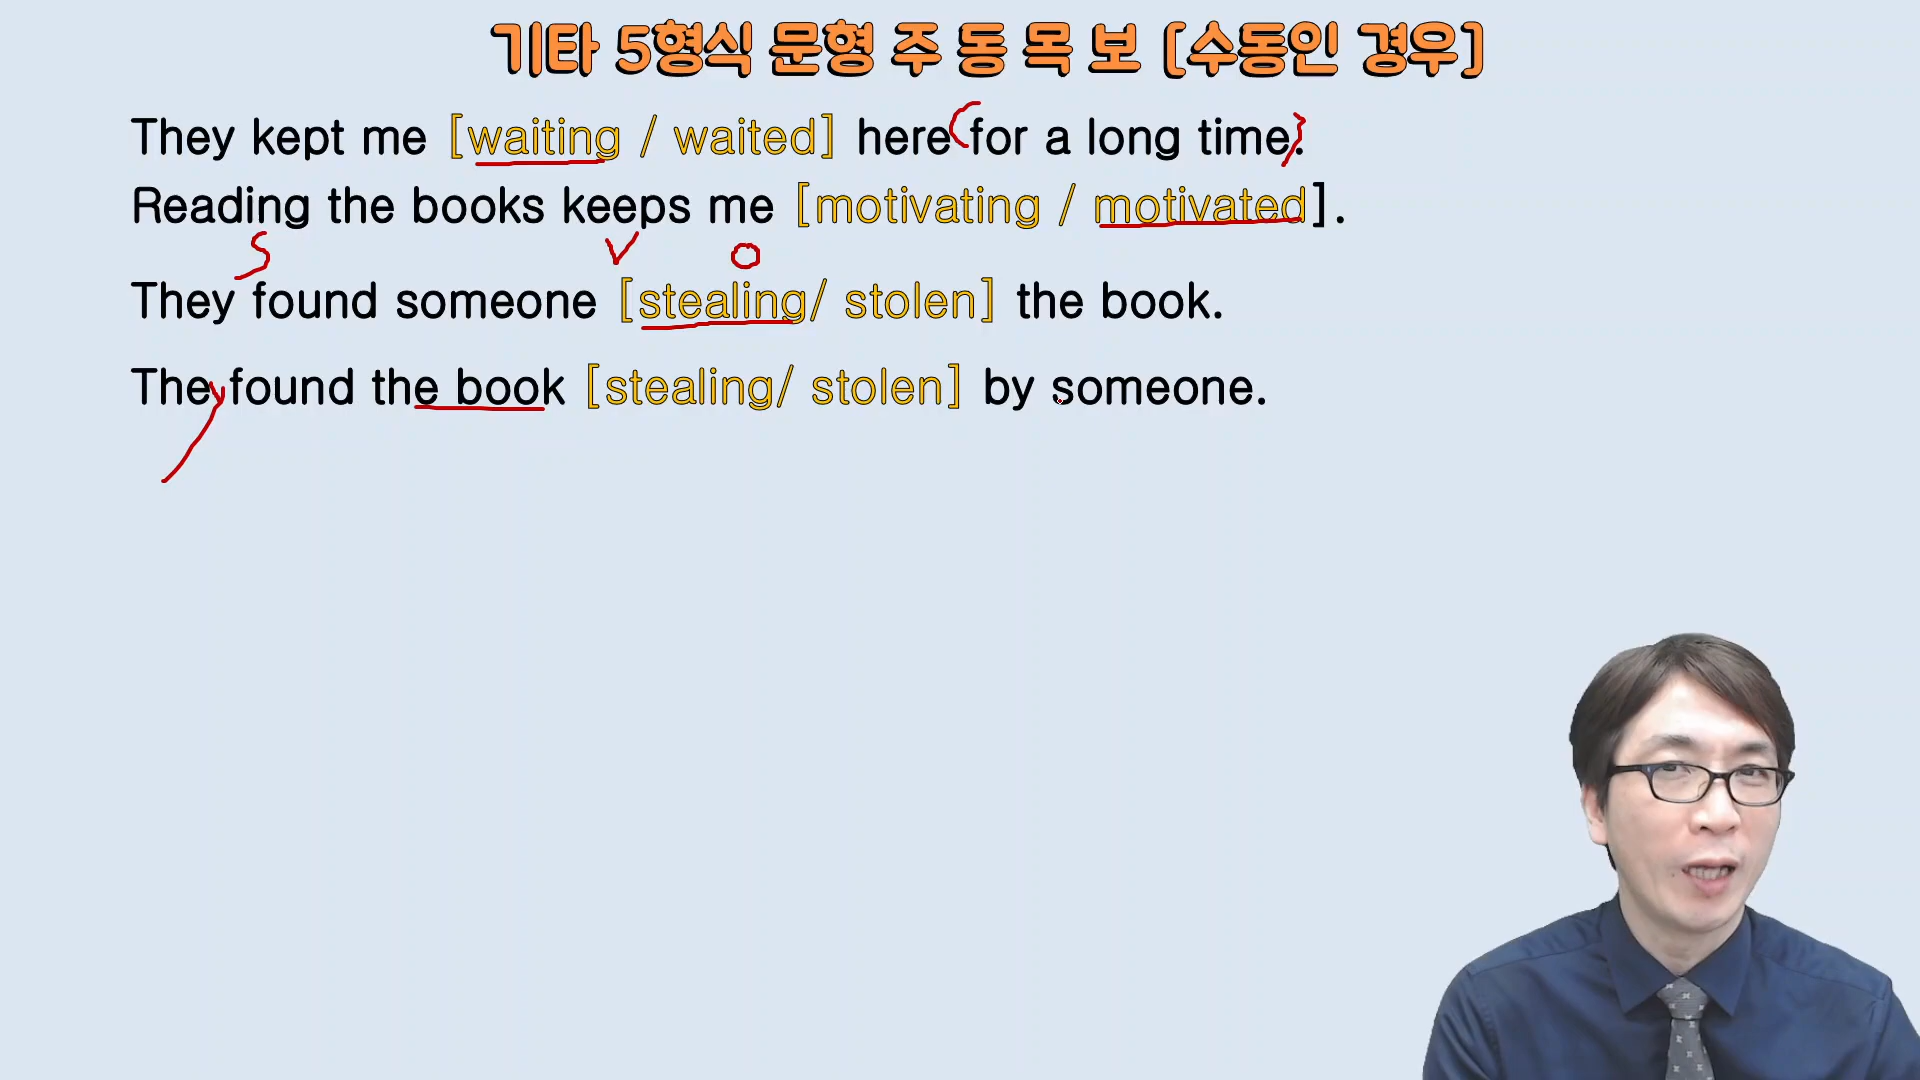 기타 5형식 문형 주 동 목 보 [수동인 경우]
They kept me [waiting / waited] here (for a long time.)
Reading the books keeps me [motivating / motivated].
S V O
They found someone [stealing/ stolen] the book.
The y found the book [stealing/ stolen] by someone.